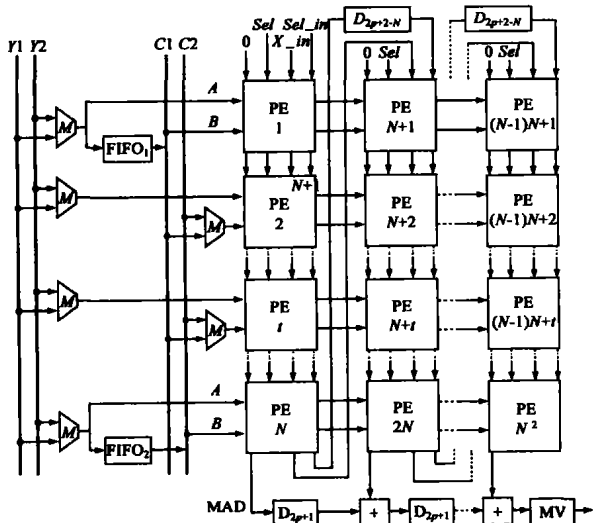 D2p+2-N
D2p+2-N
Y1 Y2 C1 C2
Sel Sel_in
0 X_in
0 Sel
0 Sel
M
A
B
FIFO1
PE 1
PE N+1
PE (N-1)N+1
M
M
N+
PE 2
PE N+2
PE (N-1)N+2
M
M
PE t
PE N+t
PE (N-1)N+t
M
A
B
FIFO2
PE N
PE 2N
PE N²
MAD
D2p+1
+
D2p+1
+
MV